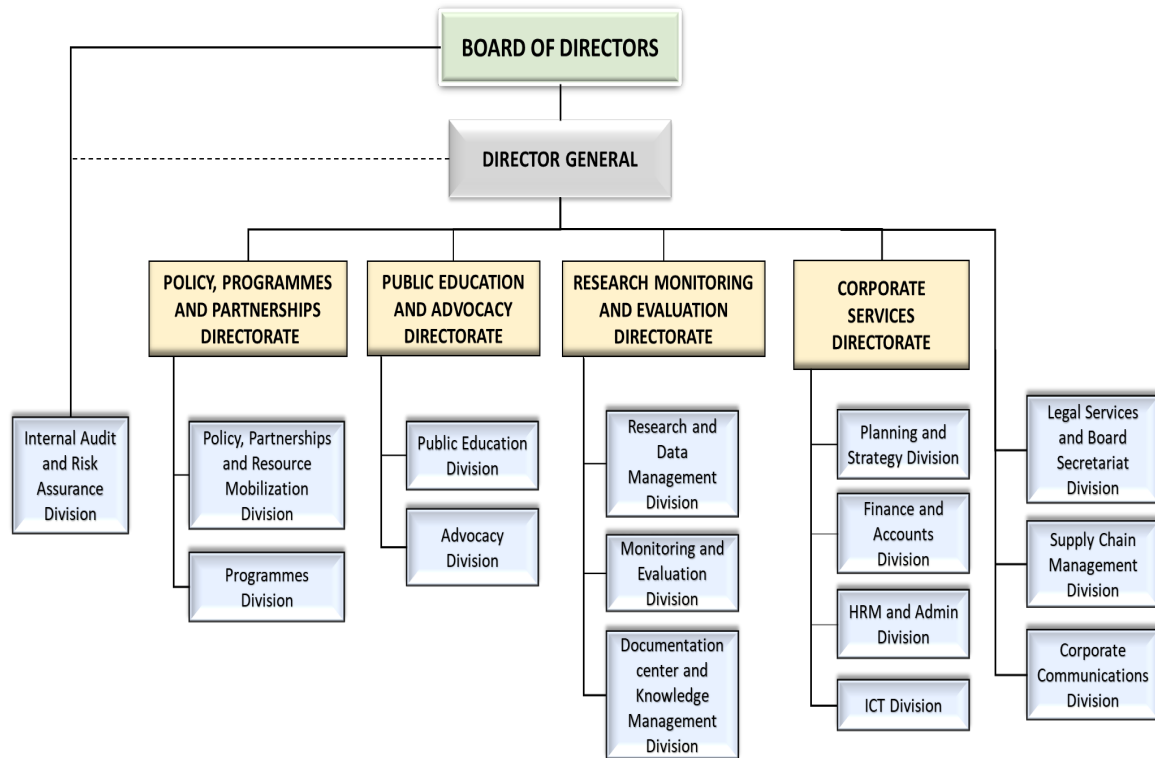 BOARD OF DIRECTORS
DIRECTOR GENERAL
POLICY, PROGRAMMES
AND PARTNERSHIPS
DIRECTORATE
PUBLIC EDUCATION
AND ADVOCACY
DIRECTORATE
RESEARCH MONITORING
AND EVALUATION
DIRECTORATE
CORPORATE
SERVICES
DIRECTORATE
Internal Audit
and Risk
Assurance
Division
Policy, Partnerships
and Resource
Mobilization
Division
Programmes
Division
Public Education
Division
Advocacy
Division
Research and
Data
Management
Division
Monitoring and
Evaluation
Division
Documentation
center and
Knowledge
Management
Division
Planning and
Strategy Division
Finance and
Accounts
Division
HRM and Admin
Division
ICT Division
Legal Services
and Board
Secretariat
Division
Supply Chain
Management
Division
Corporate
Communications
Division